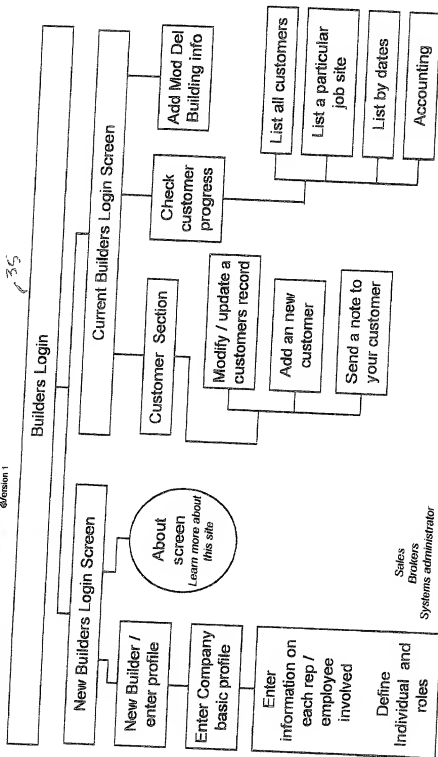 eVersion 1
35
Builders Login
New Builders Login Screen
Current Builders Login Screen
New Builder /
enter profile
About
screen
Learn more about
this site
Customer Section
Check
customer
progress
Add Mod Del
Building info
Enter Company
basic profile
Modify / update a
customers record
Add an new
customer
Send a note to
your customer
List all customers
List a particular
job site
List by dates
Accounting
Enter
information on
each rep /
employee
involved
Define
Individual and
roles
Sales
Brokers
Systems administrator